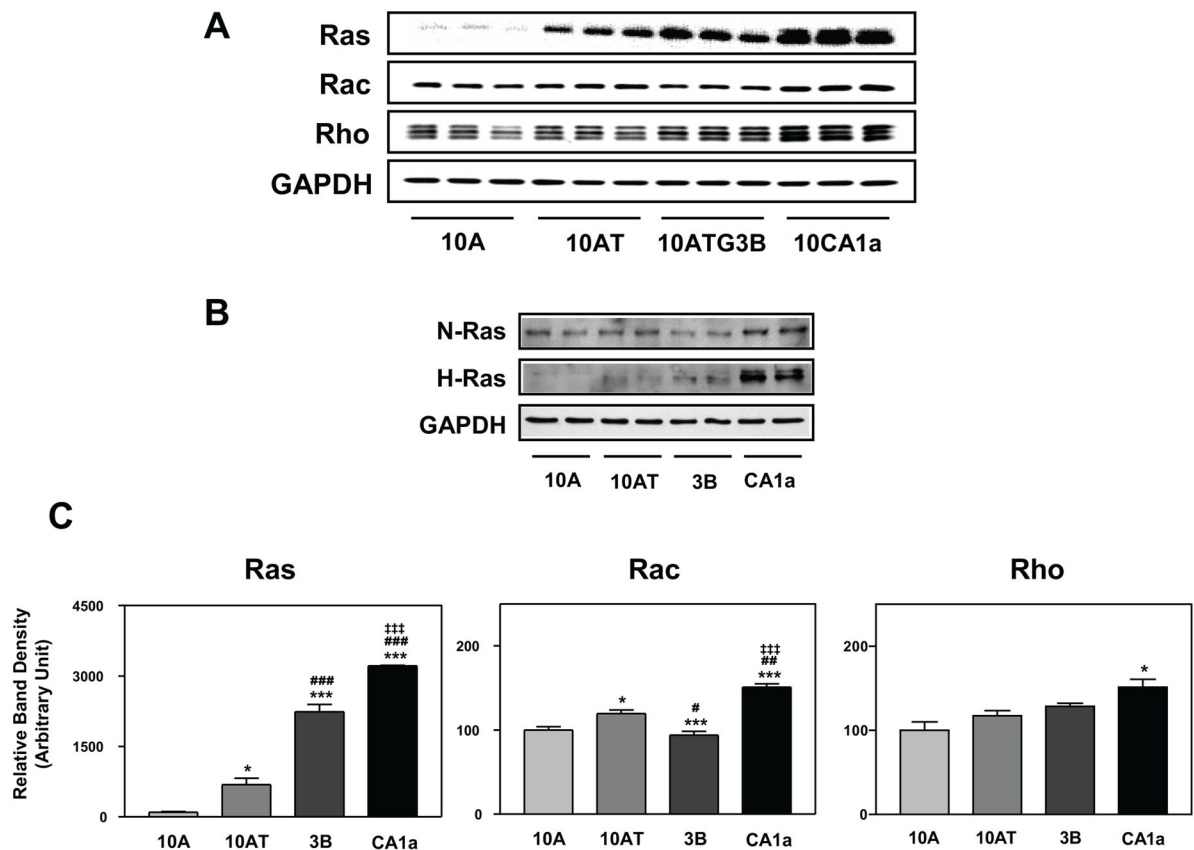 A
Ras
Rac
Rho
GAPDH
10A 10AT 10ATG3B 10CA1a
B
N-Ras
H-Ras
GAPDH
10A 10AT 3B CA1a
C
Relative Band Density
(Arbitrary Unit)
Ras
4500
3000
1500
0
*
###
***
‡‡‡
###
***
10A 10AT 3B CA1a
Rac
200
100
0
*
#
***
‡‡‡
##
***
10A 10AT 3B CA1a
Rho
200
100
0
*
10A 10AT 3B CA1a